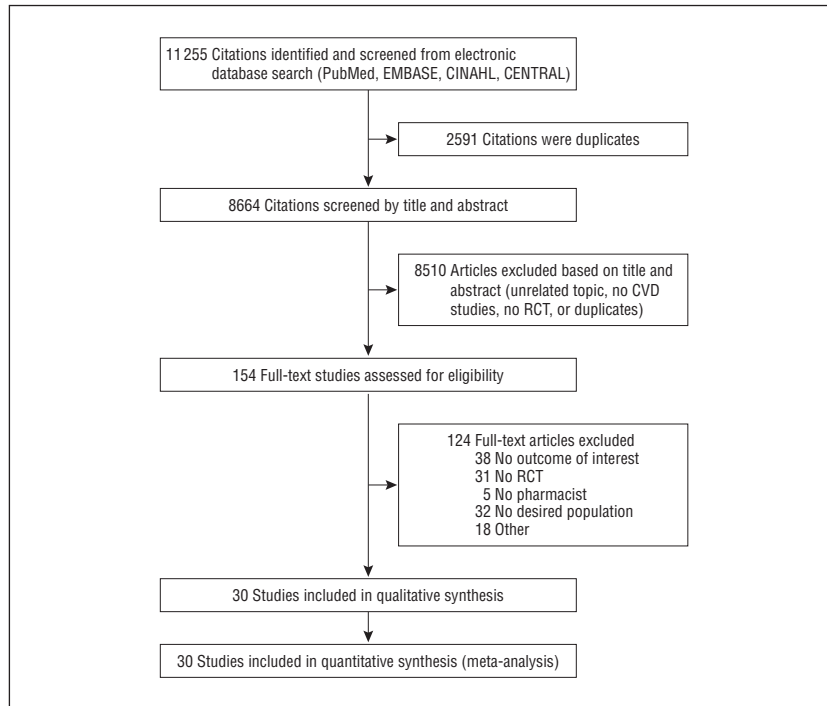 11 255 Citations identified and screened from electronic
database search (PubMed, EMBASE, CINAHL, CENTRAL)
2591 Citations were duplicates
8664 Citations screened by title and abstract
8510 Articles excluded based on title and
abstract (unrelated topic, no CVD
studies, no RCT, or duplicates)
154 Full-text studies assessed for eligibility
124 Full-text articles excluded
38 No outcome of interest
31 No RCT
5 No pharmacist
32 No desired population
18 Other
30 Studies included in qualitative synthesis
30 Studies included in quantitative synthesis (meta-analysis)